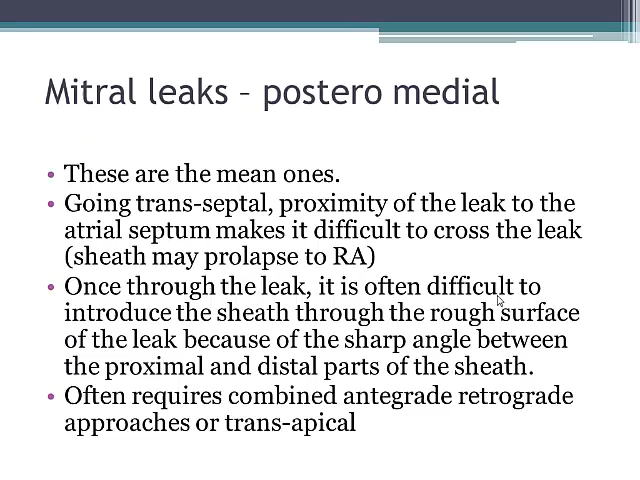 Mitral leaks – postero medial
• These are the mean ones.
• Going trans-septal, proximity of the leak to the
atrial septum makes it difficult to cross the leak
(sheath may prolapse to RA)
• Once through the leak, it is often difficult to
introduce the sheath through the rough surface
of the leak because of the sharp angle between
the proximal and distal parts of the sheath.
• Often requires combined antegrade retrograde
approaches or trans-apical